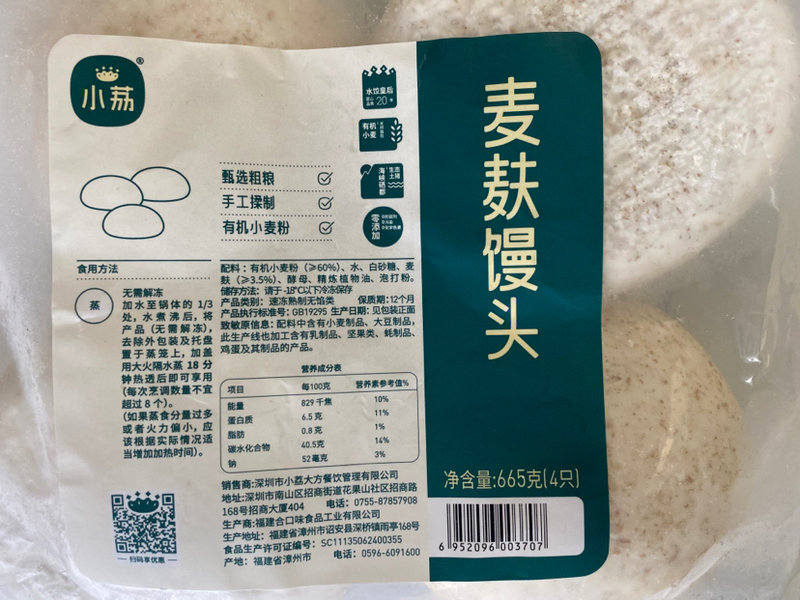 小荔
®
水饺皇后
20年
有机
小麦
海峡硒都
生态
土猪
零添加
甄选粗粮
手工揉制
有机小麦粉
麦麸馒头
食用方法
蒸
无需解冻
加水至锅体的 1/3
处，水煮沸后，将
产品（无需解冻），
去除外包装及托盘
置于蒸笼上，加盖
用大火隔水蒸 18 分
钟热透后即可享用
(每次烹调数量不宜
超过 8 个）。
（如果蒸食分量过多
或者火力偏小，应
该根据实际情况适
当增加加热时间）。
扫码享优惠
配料：有机小麦粉（≥60%）、水、白砂糖、麦
麸（≥3.5%）、酵母、精炼植物油、泡打粉。
储存方法：请于 -18℃以下冷冻保存
产品类别：速冻熟制无馅类 保质期：12个月
产品执行标准号：GB19295 生产日期：见包装正面
致敏原信息：配料中含有小麦制品、大豆制品，
此生产线也加工含有乳制品、坚果类、蚝制品、
鸡蛋及其制品的产品。
营养成分表
项目 每100克 营养素参考值%
能量 829 千焦 10%
蛋白质 6.5 克 11%
脂肪 0.8 克 1%
碳水化合物 40.5克 14%
钠 52 毫克 3%
销售商：深圳市小荔大方餐饮管理有限公司
地址：深圳市南山区招商街道花果山社区招商路
168号招商大厦404 电话：0755-87857908
生产商：福建合口味食品工业有限公司
生产地址：福建省漳州市诏安县深桥镇雨亭168号
食品生产许可证编号：SC11135062400355
产地：福建省漳州市 电话：0596-6091600
净含量:665克(4只)
6 952096 003707